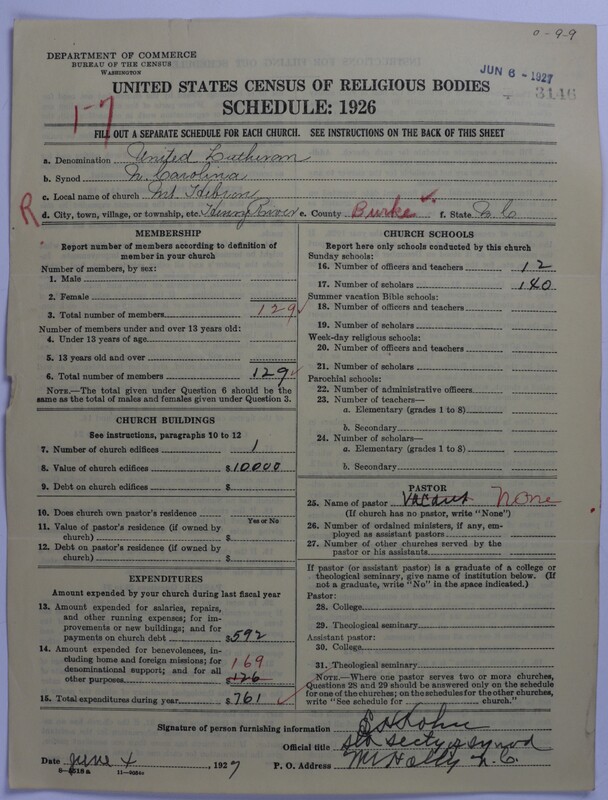 0-9-9
DEPARTMENT OF COMMERCE
BUREAU OF THE CENSUS
WASHINGTON
JUN 6 - 1927
3146
UNITED STATES CENSUS OF RELIGIOUS BODIES
SCHEDULE: 1926
1-7
FILL OUT A SEPARATE SCHEDULE FOR EACH CHURCH. SEE INSTRUCTIONS ON THE BACK OF THIS SHEET
a. Denomination United Lutheran
b. Synod N. Carolina
c. Local name of church Mt. Hebron
R d. City, town, village, or township, etc. Henry River e. County Burke f. State N C
MEMBERSHIP
Report number of members according to definition of
member in your church
Number of members, by sex:
1. Male
2. Female
3. Total number of members 129
Number of members under and over 13 years old:
4. Under 13 years of age
5. 13 years old and over
6. Total number of members 129
NOTE.—The total given under Question 6 should be the
same as the total of males and females given under Question 3.
CHURCH BUILDINGS
See instructions, paragraphs 10 to 12
7. Number of church edifices 1
8. Value of church edifices $10000
9. Debt on church edifices $
10. Does church own pastor's residence?
Yes or No
11. Value of pastor's residence (if owned by
church) $
12. Debt on pastor's residence (if owned by
church) $
EXPENDITURES
Amount expended by your church during last fiscal year
13. Amount expended for salaries, repairs,
and other running expenses; for im-
provements or new buildings; and for
payments on church debt $592
14. Amount expended for benevolences, in-
cluding home and foreign missions; for
denominational support; and for all 169
other purposes $126
15. Total expenditures during year $761
CHURCH SCHOOLS
Report here only schools conducted by this church
Sunday schools:
16. Number of officers and teachers 12
17. Number of scholars 140
Summer vacation Bible schools:
18. Number of officers and teachers
19. Number of scholars
Week-day religious schools:
20. Number of officers and teachers
21. Number of scholars
Parochial schools:
22. Number of administrative officers
23. Number of teachers—
a. Elementary (grades 1 to 8)
b. Secondary
24. Number of scholars—
a. Elementary (grades 1 to 8)
b. Secondary
PASTOR
25. Name of pastor vacant None
(If church has no pastor, write "None")
26. Number of ordained ministers, if any, em-
ployed as assistant pastors
27. Number of other churches served by the
pastor or his assistants
If pastor (or assistant pastor) is a graduate of a college or
theological seminary, give name of institution below. (If
not a graduate, write "No" in the space indicated.)
Pastor:
28. College
29. Theological seminary
Assistant pastor:
30. College
31. Theological seminary
NOTE.—Where one pastor serves two or more churches,
Questions 28 and 29 should be answered only on the schedule
for one of the churches; on the schedules for the other churches,
write "See schedule for church."
Signature of person furnishing information E H Kohn
Official title Secty synod
Date June 4, 1927 P. O. Address Mt Holly N. C.
8-5318 a